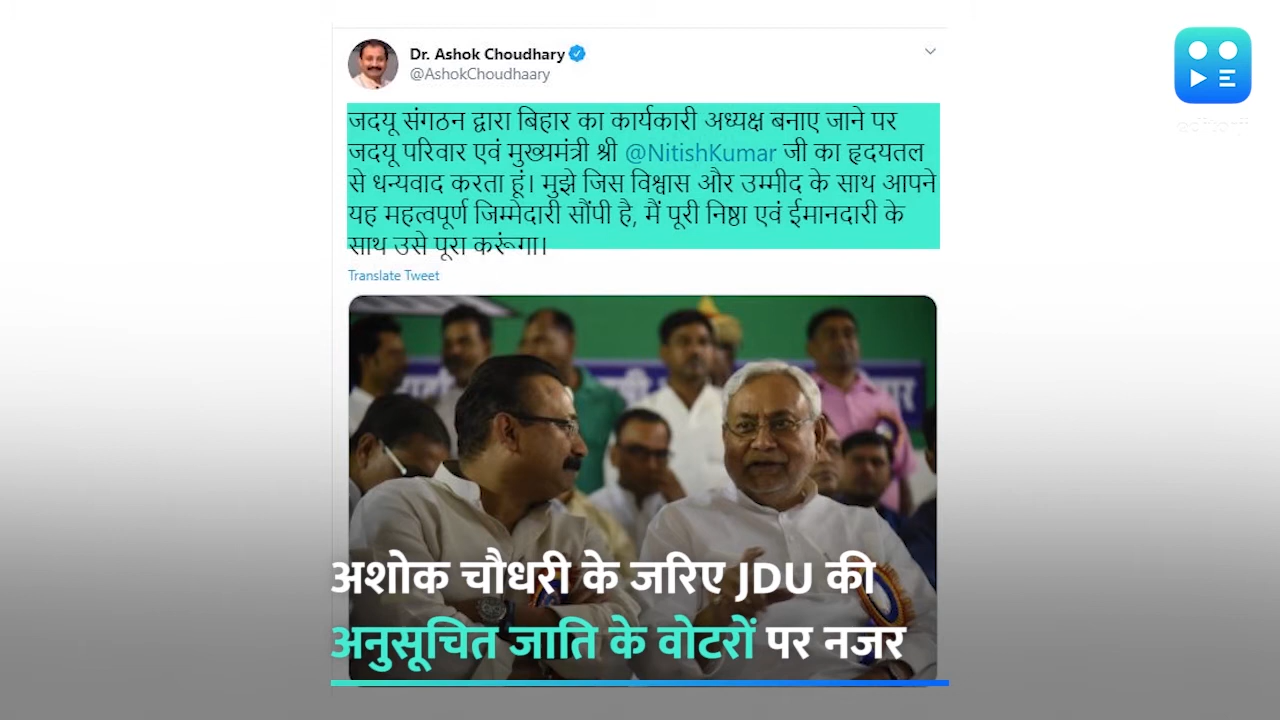 Dr. Ashok Choudhary
@AshokChoudhaary
जदयू संगठन द्वारा बिहार का कार्यकारी अध्यक्ष बनाए जाने पर
जदयू परिवार एवं मुख्यमंत्री श्री @NitishKumar जी का हृदयतल
से धन्यवाद करता हूं। मुझे जिस विश्वास और उम्मीद के साथ आपने
यह महत्वपूर्ण जिम्मेदारी सौंपी है, मैं पूरी निष्ठा एवं ईमानदारी के
साथ उसे पूरा करूंगा।
Translate Tweet
अशोक चौधरी के जरिए JDU की
अनुसूचित जाति के वोटरों पर नजर